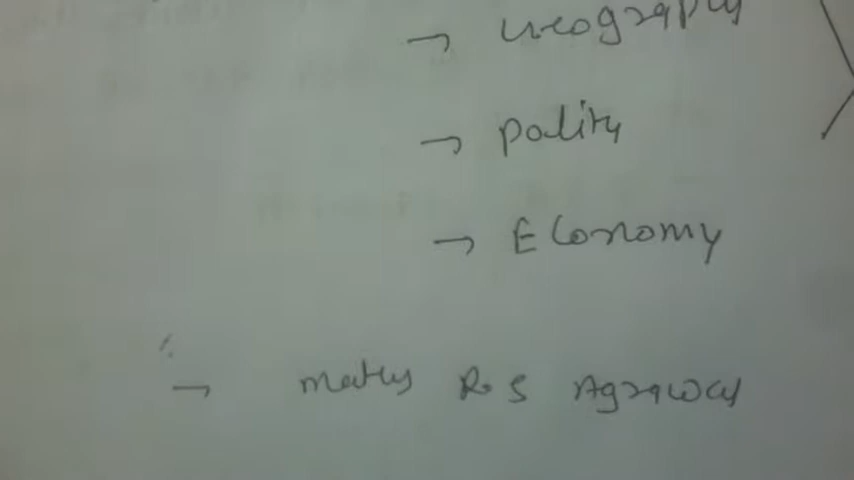 → Geography
→ Polity
→ Economy
→ maths R.S Agrawal